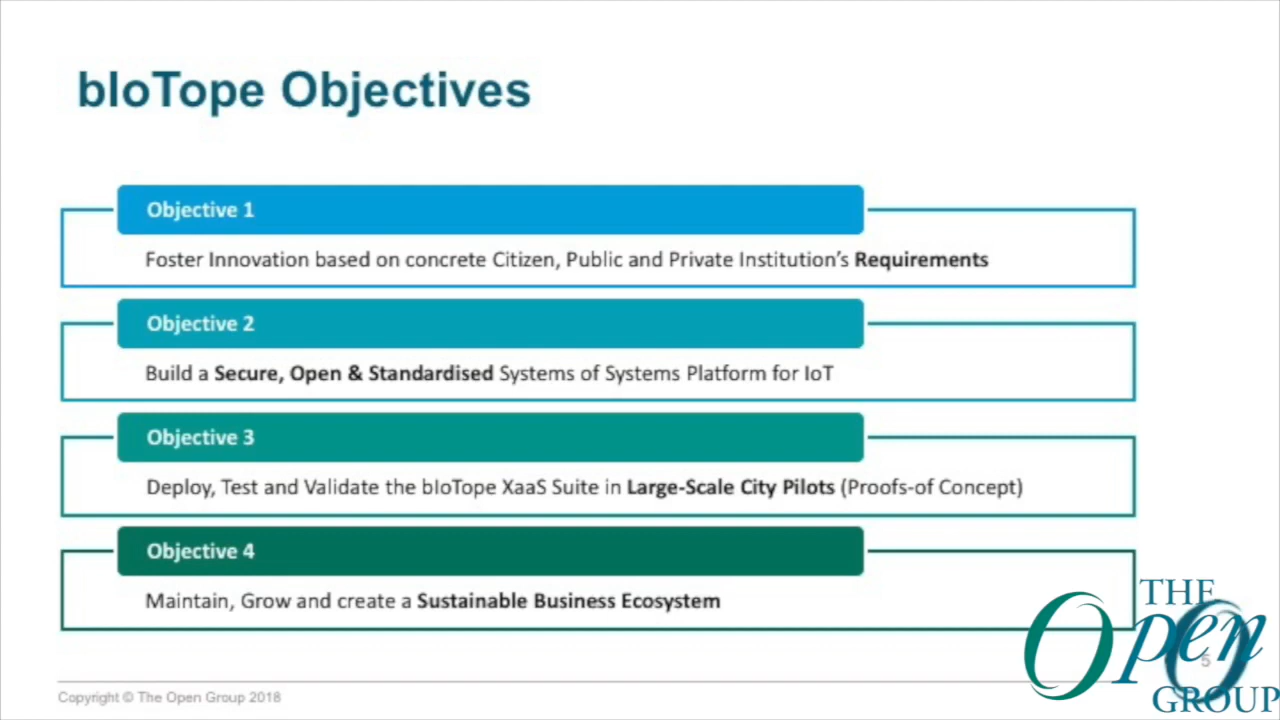 bIoTope Objectives
Objective 1
Foster Innovation based on concrete Citizen, Public and Private Institution's Requirements
Objective 2
Build a Secure, Open & Standardised Systems of Systems Platform for IoT
Objective 3
Deploy, Test and Validate the bIoTope XaaS Suite in Large-Scale City Pilots (Proofs-of Concept)
Objective 4
Maintain, Grow and create a Sustainable Business Ecosystem
THE
Open
GROUP
5
Copyright © The Open Group 2018